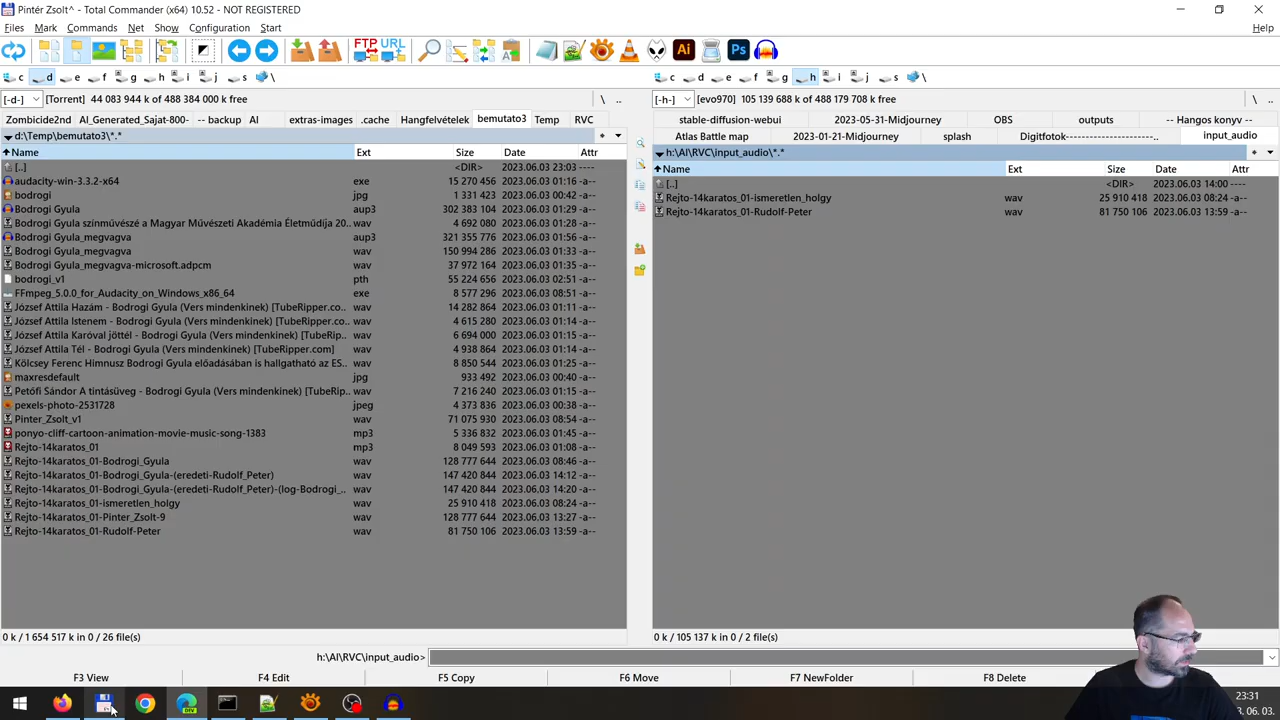 Pintér Zsolt^ - Total Commander (x64) 10.52 - NOT REGISTERED
Files Mark Commands Net Show Configuration Start Help
FTP URL
c d e f g h i j s \ c d e f g h i j s \
[-d-] [Torrent] 44 083 944 k of 488 384 000 k free \ .. [-h-] [evo970] 105 139 688 k of 488 179 708 k free \ ..
Zombicide2nd AI_Generated_Sajat-800- -- backup AI extras-images .cache Hangfelvételek bemutato3 Temp RVC
d:\Temp\bemutato3\*.*
Name Ext Size Date Attr
[..] <DIR> 2023.06.03 23:03 ----
audacity-win-3.3.2-x64 exe 15 270 456 2023.06.03 01:16 -a--
bodrogi jpg 1 331 423 2023.06.03 00:42 -a--
Bodrogi Gyula aup3 302 383 104 2023.06.03 01:29 -a--
Bodrogi Gyula színművész a Magyar Művészeti Akadémia Életműdíja 20.. wav 4 692 080 2023.06.03 01:28 -a--
Bodrogi Gyula_megvagva aup3 321 355 776 2023.06.03 01:56 -a--
Bodrogi Gyula_megvagva wav 150 994 286 2023.06.03 01:33 -a--
Bodrogi Gyula_megvagva-microsoft.adpcm wav 37 972 164 2023.06.03 01:35 -a--
bodrogi_v1 pth 55 224 656 2023.06.03 02:51 -a--
FFmpeg_5.0.0_for_Audacity_on_Windows_x86_64 exe 8 577 296 2023.06.03 08:51 -a--
József Attila Hazám - Bodrogi Gyula (Vers mindenkinek) [TubeRipper.co.. wav 14 282 864 2023.06.03 01:11 -a--
József Attila Istenem - Bodrogi Gyula (Vers mindenkinek) [TubeRipper.co.. wav 4 615 280 2023.06.03 01:14 -a--
József Attila Karóval jöttél - Bodrogi Gyula (Vers mindenkinek) [TubeRip.. wav 6 694 000 2023.06.03 01:14 -a--
József Attila Tél - Bodrogi Gyula (Vers mindenkinek) [TubeRipper.com] wav 4 938 864 2023.06.03 01:14 -a--
Kölcsey Ferenc Himnusz Bodrogi Gyula előadásában is hallgatható az ES.. wav 8 850 544 2023.06.03 01:25 -a--
maxresdefault jpg 933 492 2023.06.03 00:40 -a--
Petőfi Sándor A tintásüveg - Bodrogi Gyula (Vers mindenkinek) [TubeRip.. wav 7 216 240 2023.06.03 01:15 -a--
pexels-photo-2531728 jpeg 4 373 836 2023.06.03 00:38 -a--
Pinter_Zsolt_v1 wav 71 075 930 2023.06.03 08:54 -a--
ponyo-cliff-cartoon-animation-movie-music-song-1383 mp3 5 336 832 2023.06.03 01:45 -a--
Rejto-14karatos_01 mp3 8 049 593 2023.06.03 01:08 -a--
Rejto-14karatos_01-Bodrogi_Gyula wav 128 777 644 2023.06.03 08:46 -a--
Rejto-14karatos_01-Bodrogi_Gyula-(eredeti-Rudolf_Peter) wav 147 420 844 2023.06.03 14:12 -a--
Rejto-14karatos_01-Bodrogi_Gyula-(eredeti-Rudolf_Peter)-(log-Bodrogi_.. wav 147 420 844 2023.06.03 14:20 -a--
Rejto-14karatos_01-ismeretlen_holgy wav 25 910 418 2023.06.03 08:24 -a--
Rejto-14karatos_01-Pinter_Zsolt-9 wav 128 777 644 2023.06.03 13:27 -a--
Rejto-14karatos_01-Rudolf-Peter wav 81 750 106 2023.06.03 13:59 -a--
0 k / 1 654 517 k in 0 / 26 file(s)
stable-diffusion-webui 2023-05-31-Midjourney OBS outputs -- Hangos konyv --
Atlas Battle map 2023-01-21-Midjourney splash Digitfotok----------------------.. input_audio
h:\AI\RVC\input_audio\*.*
Name Ext Size Date Attr
[..] <DIR> 2023.06.03 14:00 ----
Rejto-14karatos_01-ismeretlen_holgy wav 25 910 418 2023.06.03 08:24 -a--
Rejto-14karatos_01-Rudolf-Peter wav 81 750 106 2023.06.03 13:59 -a--
0 k / 105 137 k in 0 / 2 file(s)
h:\AI\RVC\input_audio>
F3 View F4 Edit F5 Copy F6 Move F7 NewFolder F8 Delete
23:31
3. 06. 03.